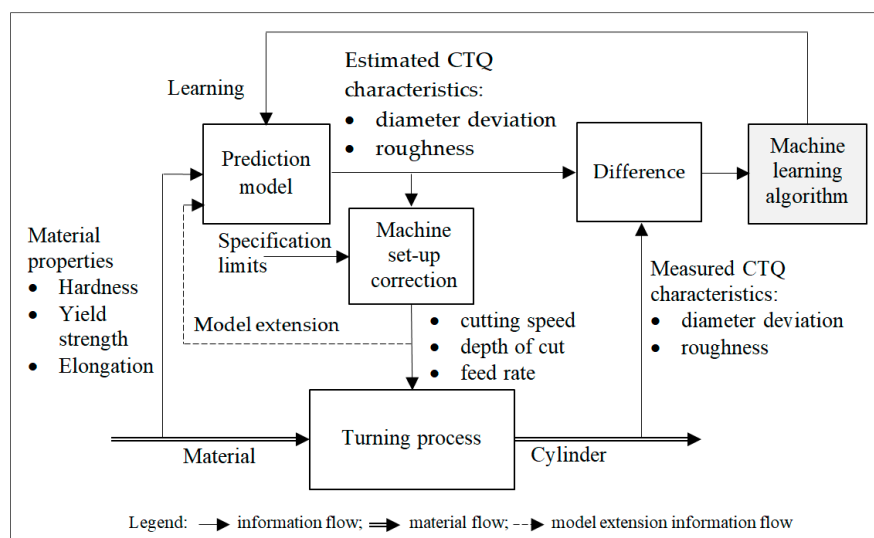 Learning
Estimated CTQ
characteristics:
• diameter deviation
• roughness
Prediction
model
Difference
Machine
learning
algorithm
Material
properties
• Hardness
• Yield
strength
• Elongation
Specification
limits
Machine
set-up
correction
Measured CTQ
characteristics:
• diameter deviation
• roughness
Model extension
• cutting speed
• depth of cut
• feed rate
Material
Turning process
Cylinder
Legend: information flow; material flow; model extension information flow